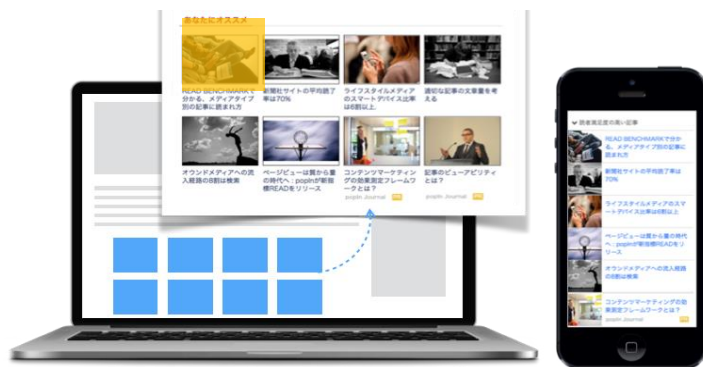 あなたにオススメ
READ BENCHMARKで
分かる、メディアタイプ
別の記事に読まれ方
新聞社サイトの平均読了
率は70%
ライフスタイルメディア
のスマートデバイス比率
は6割以上
適切な記事の文章量を考
える
オウンドメディアへの流
入経路の8割は検索
ページビューは質から量
の時代へ：popInが新指
標READをリリース
コンテンツマーケティン
グの効果測定フレームワ
ークとは？
popIn Journal
記事のビューアビリティ
とは？
popIn Journal
読者満足度の高い記事
READ BENCHMARKで分か
る、メディアタイプ別の記事に
読まれ方
新聞社サイトの平均読了率は
70%
ライフスタイルメディアのスマ
ートデバイス比率は6割以上
ページビューは質から量の時代
へ：popInが新指標READをリ
リース
オウンドメディアへの流入経路
の8割は検索
コンテンツマーケティングの効
果測定フレームワークとは？
popIn Journal